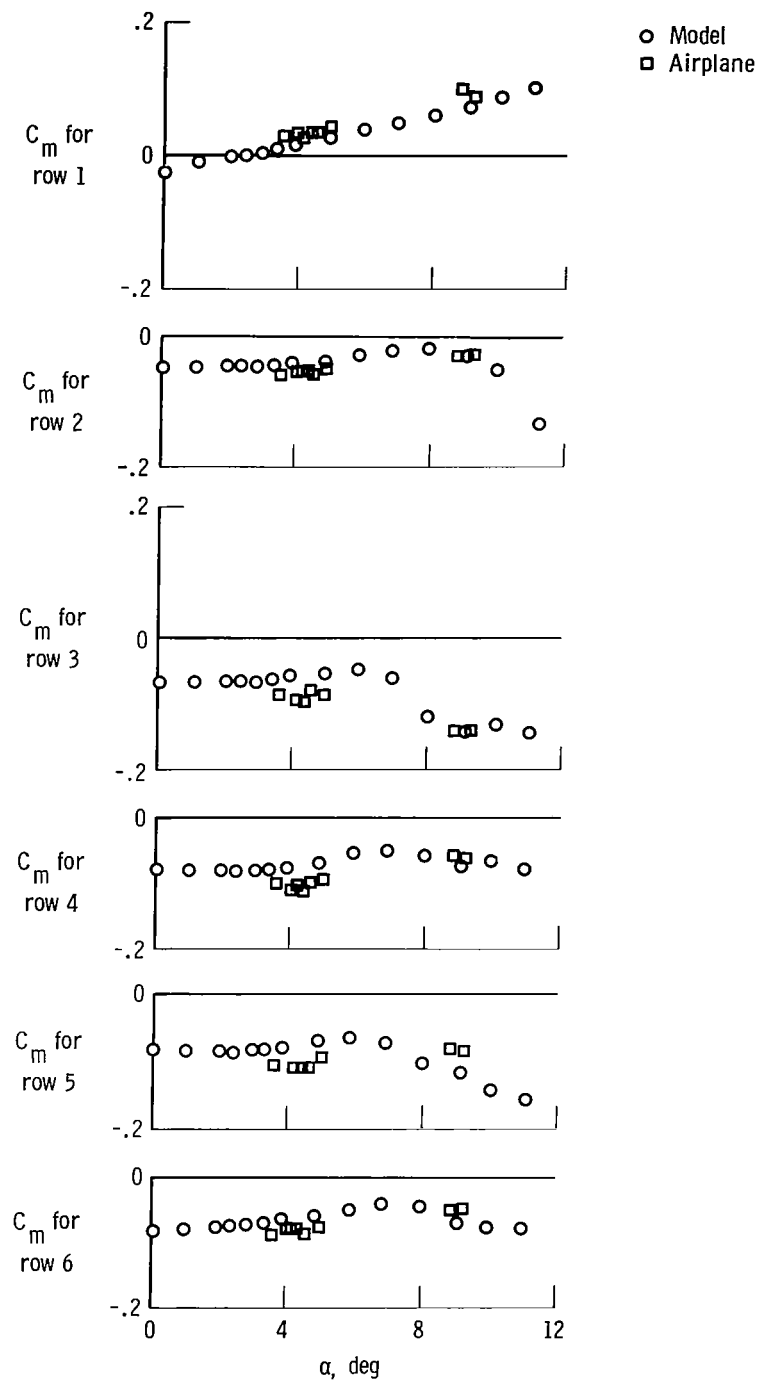 .2
Model
Airplane
C_m for
row 1
0
-.2
0
C_m for
row 2
-.2
.2
C_m for
row 3
0
-.2
0
C_m for
row 4
-.2
0
C_m for
row 5
-.2
0
C_m for
row 6
-.2
0 4 8 12
α, deg